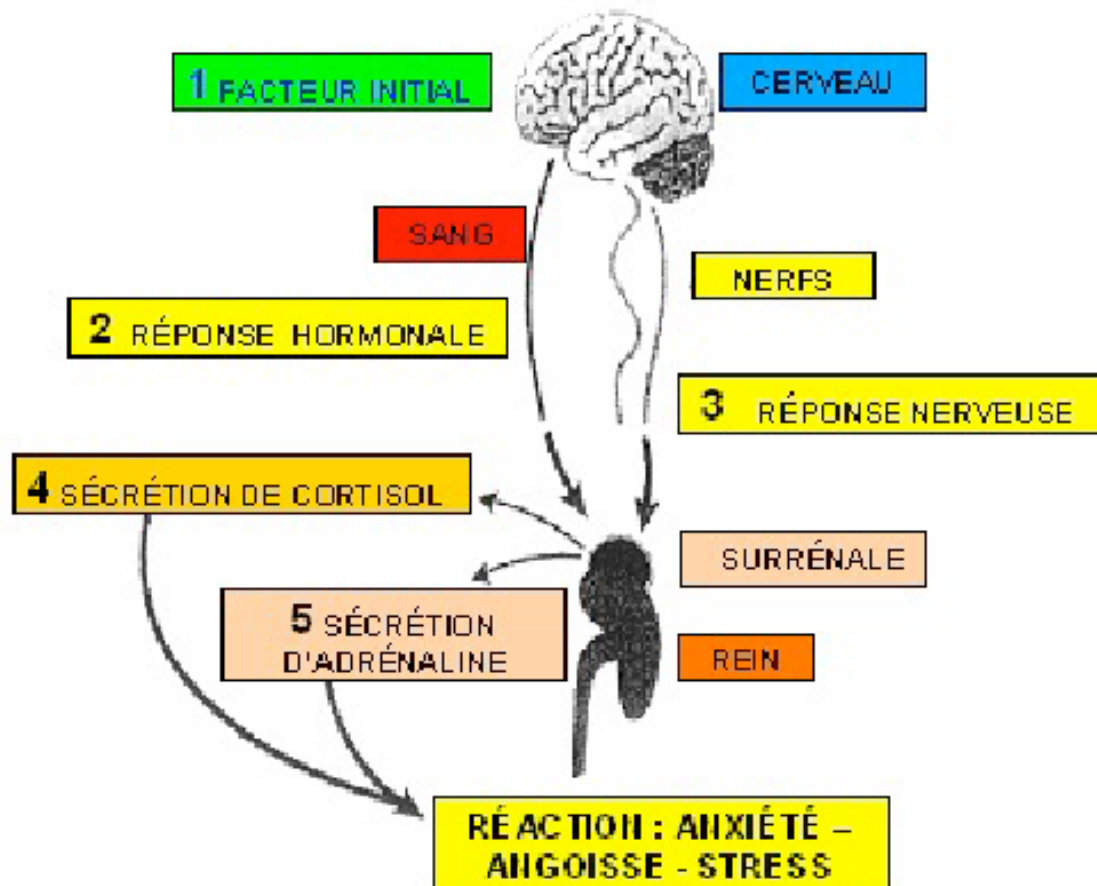 1 FACTEUR INITIAL
CERVEAU
SANG
NERFS
2 RÉPONSE HORMONALE
3 RÉPONSE NERVEUSE
4 SÉCRÉTION DE CORTISOL
SURRÉNALE
5 SÉCRÉTION
D'ADRÉNALINE
REIN
RÉACTION : ANXIÉTÉ –
ANGOISSE - STRESS